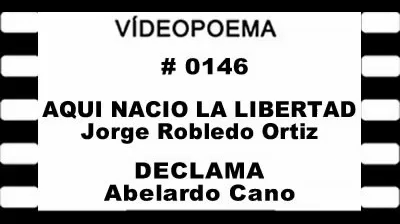 VÍDEOPOEMA
# 0146
AQUI NACIO LA LIBERTAD
Jorge Robledo Ortiz
DECLAMA
Abelardo Cano